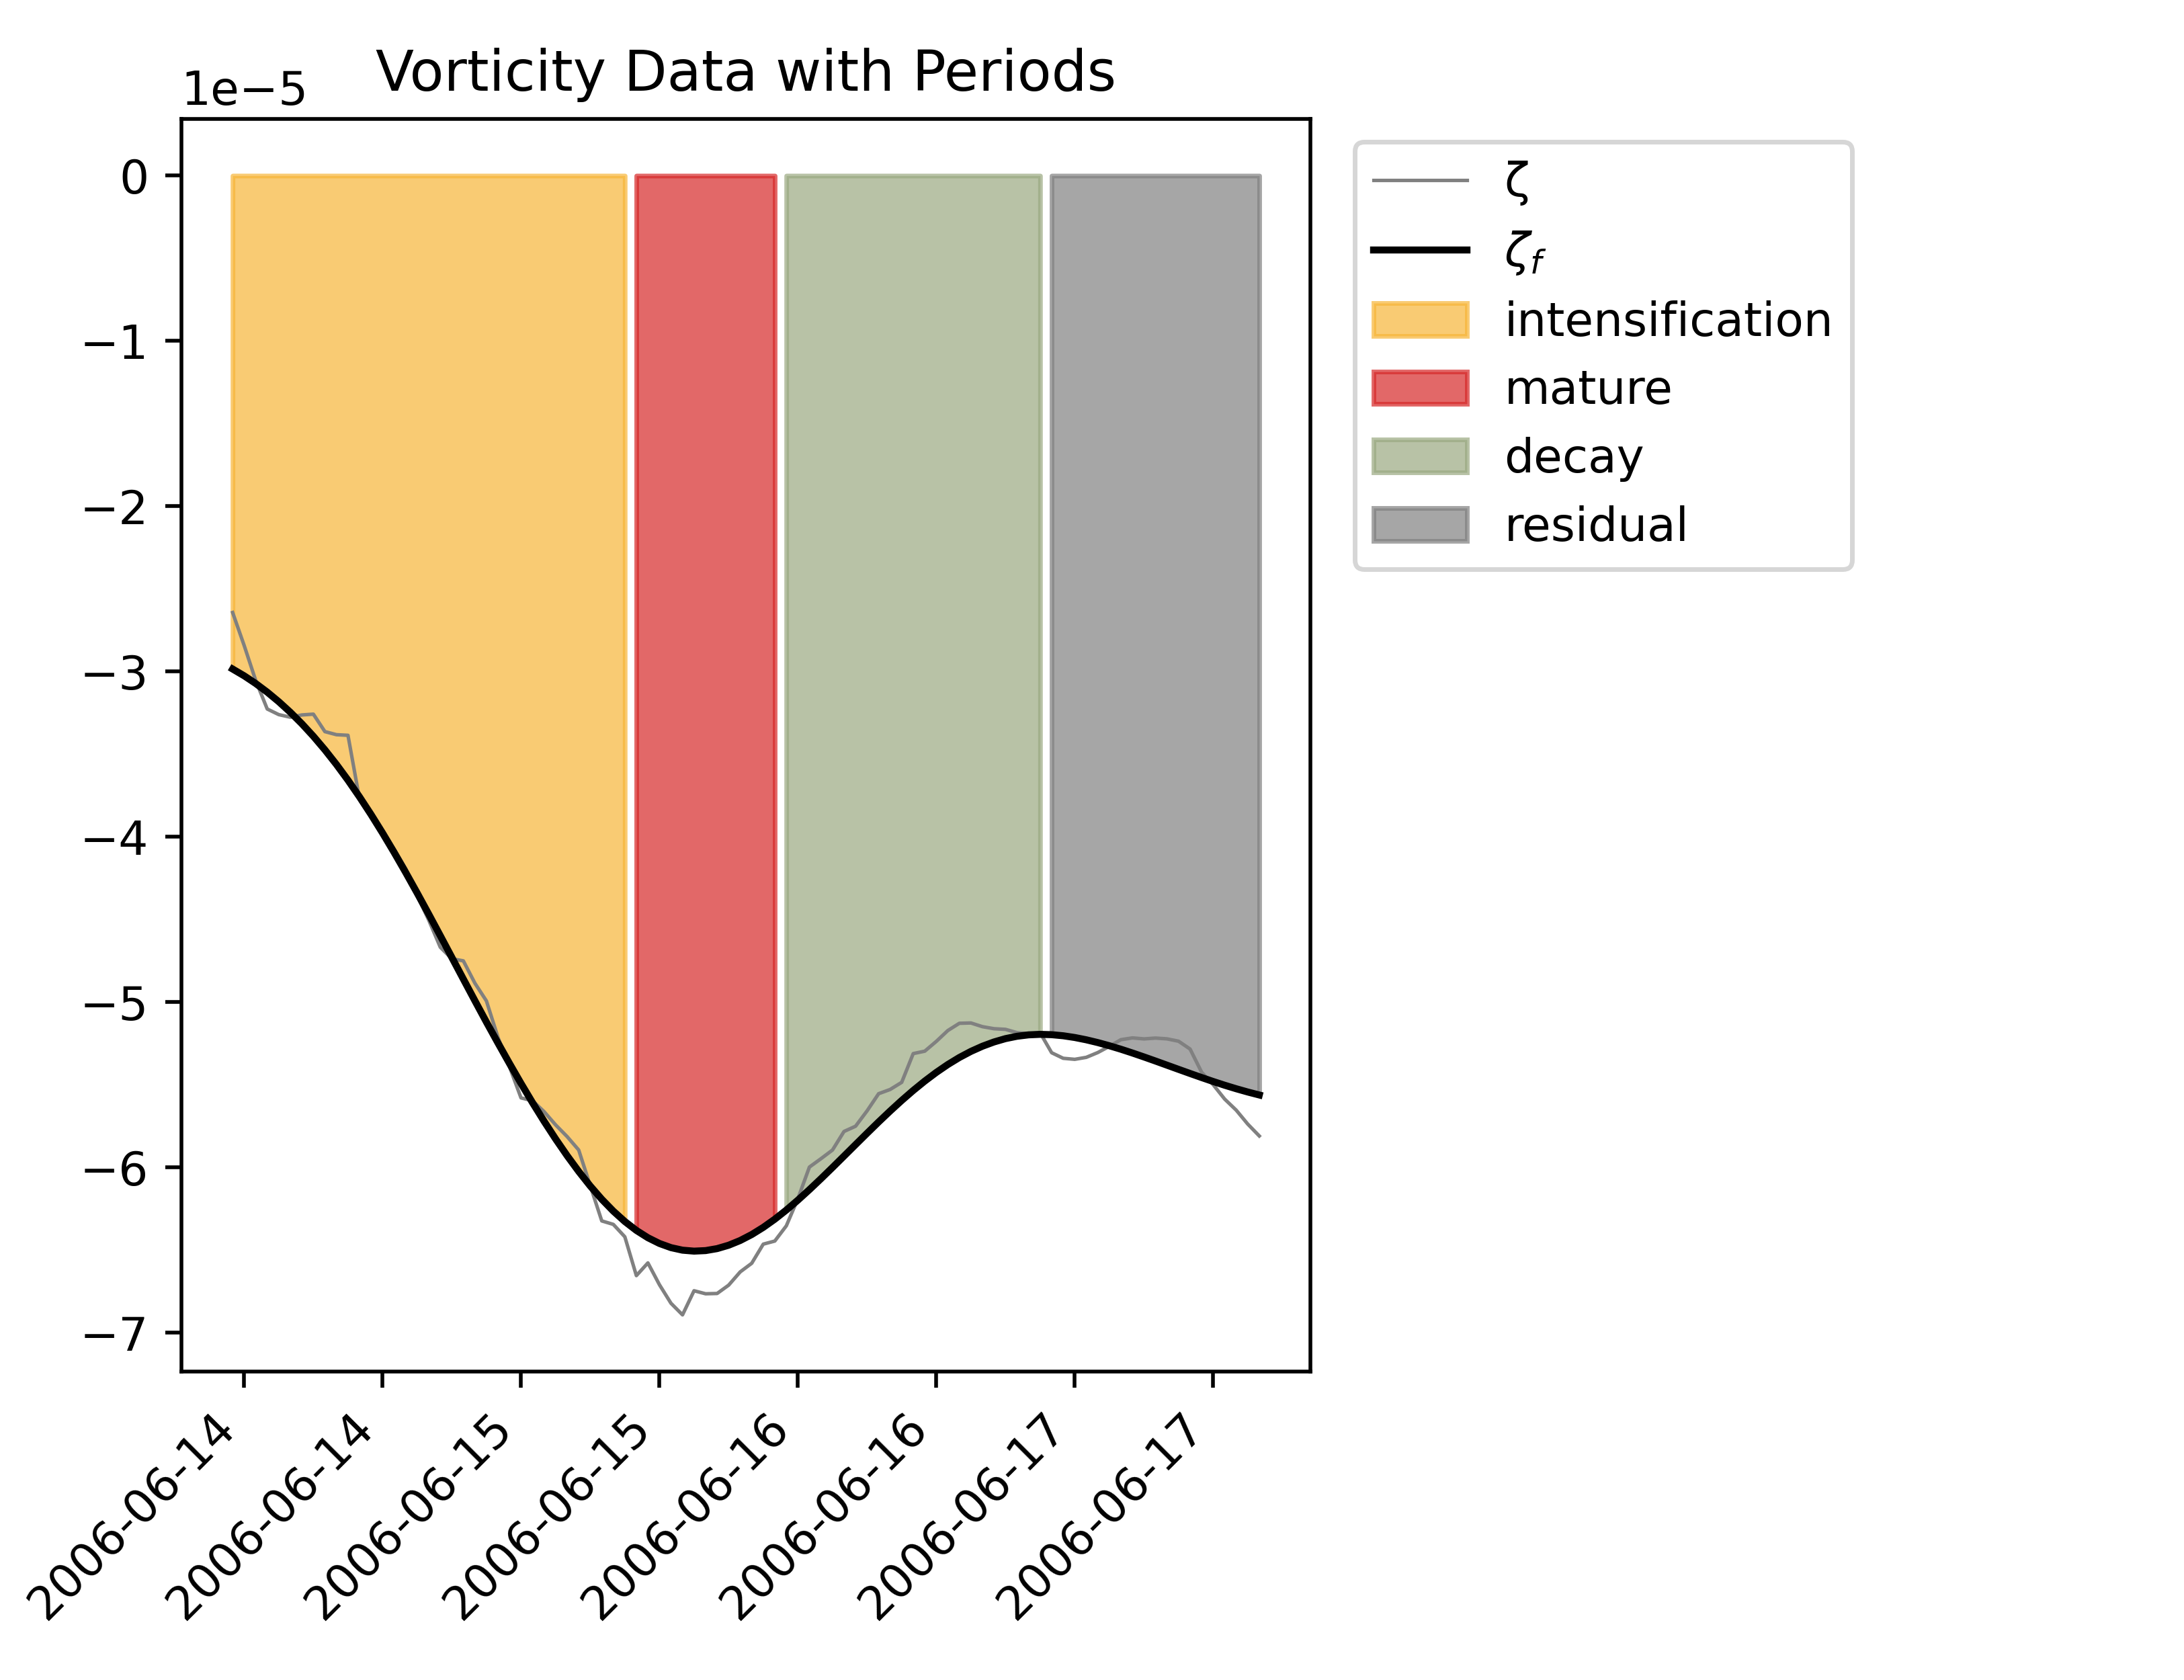 Vorticity Data with Periods
1e−5
0
−1
−2
−3
−4
−5
−6
−7
2006-06-14
2006-06-14
2006-06-15
2006-06-15
2006-06-16
2006-06-16
2006-06-17
2006-06-17
ζ
ζf
intensification
mature
decay
residual